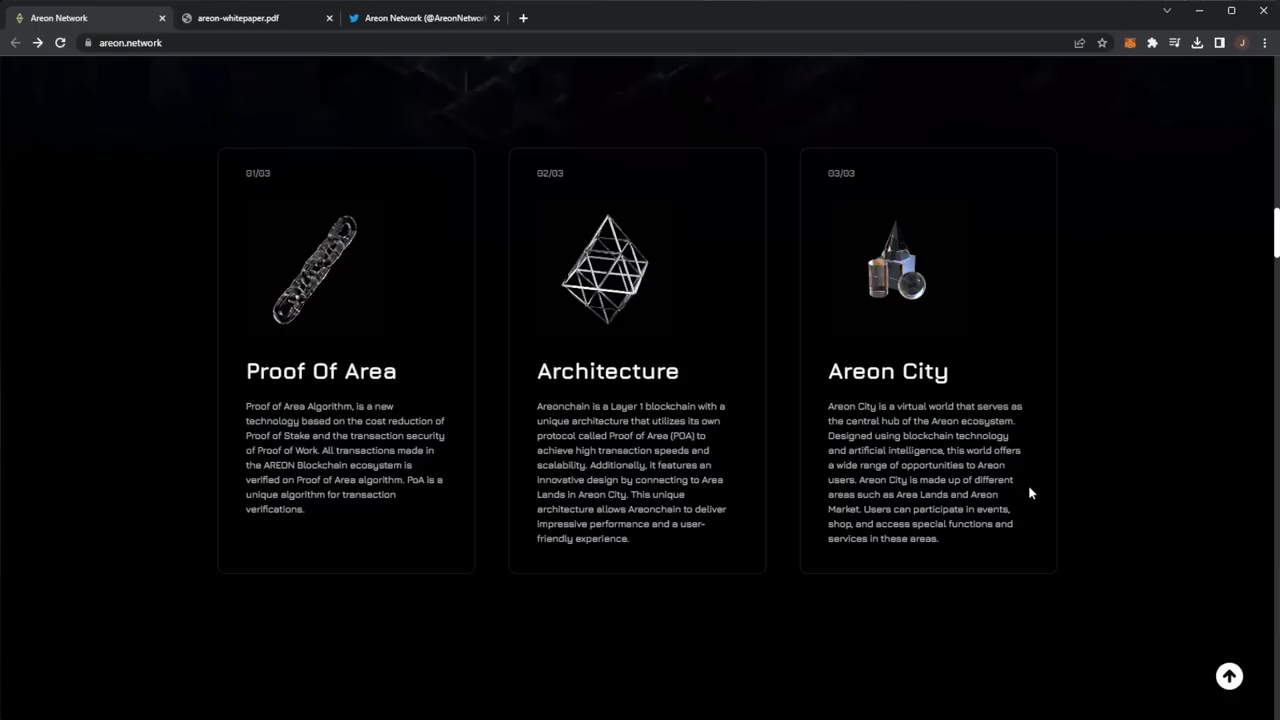 Areon Network
areon-whitepaper.pdf
Areon Network (@AreonNetwor
areon.network
J
01/03
Proof Of Area
Proof of Area Algorithm, is a new
technology based on the cost reduction of
Proof of Stake and the transaction security
of Proof of Work. All transactions made in
the AREON Blockchain ecosystem is
verified on Proof of Area algorithm. PoA is a
unique algorithm for transaction
verifications.
02/03
Architecture
Areonchain is a Layer 1 blockchain with a
unique architecture that utilizes its own
protocol called Proof of Area (POA) to
achieve high transaction speeds and
scalability. Additionally, it features an
innovative design by connecting to Area
Lands in Areon City. This unique
architecture allows Areonchain to deliver
impressive performance and a user-
friendly experience.
03/03
Areon City
Areon City is a virtual world that serves as
the central hub of the Areon ecosystem.
Designed using blockchain technology
and artificial intelligence, this world offers
a wide range of opportunities to Areon
users. Areon City is made up of different
areas such as Area Lands and Areon
Market. Users can participate in events,
shop, and access special functions and
services in these areas.